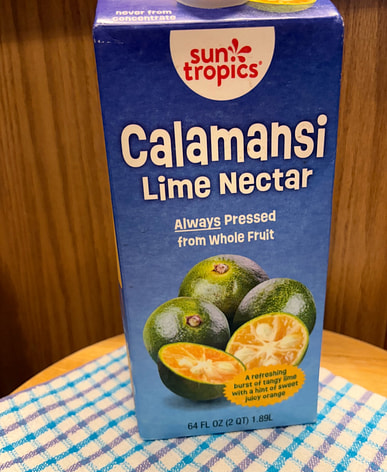 never from
concentrate
sun
tropics®
Calamansi
Lime Nectar
Always Pressed
from Whole Fruit
A refreshing
burst of tangy lime
with a hint of sweet
juicy orange
64 FL OZ (2 QT) 1.89L